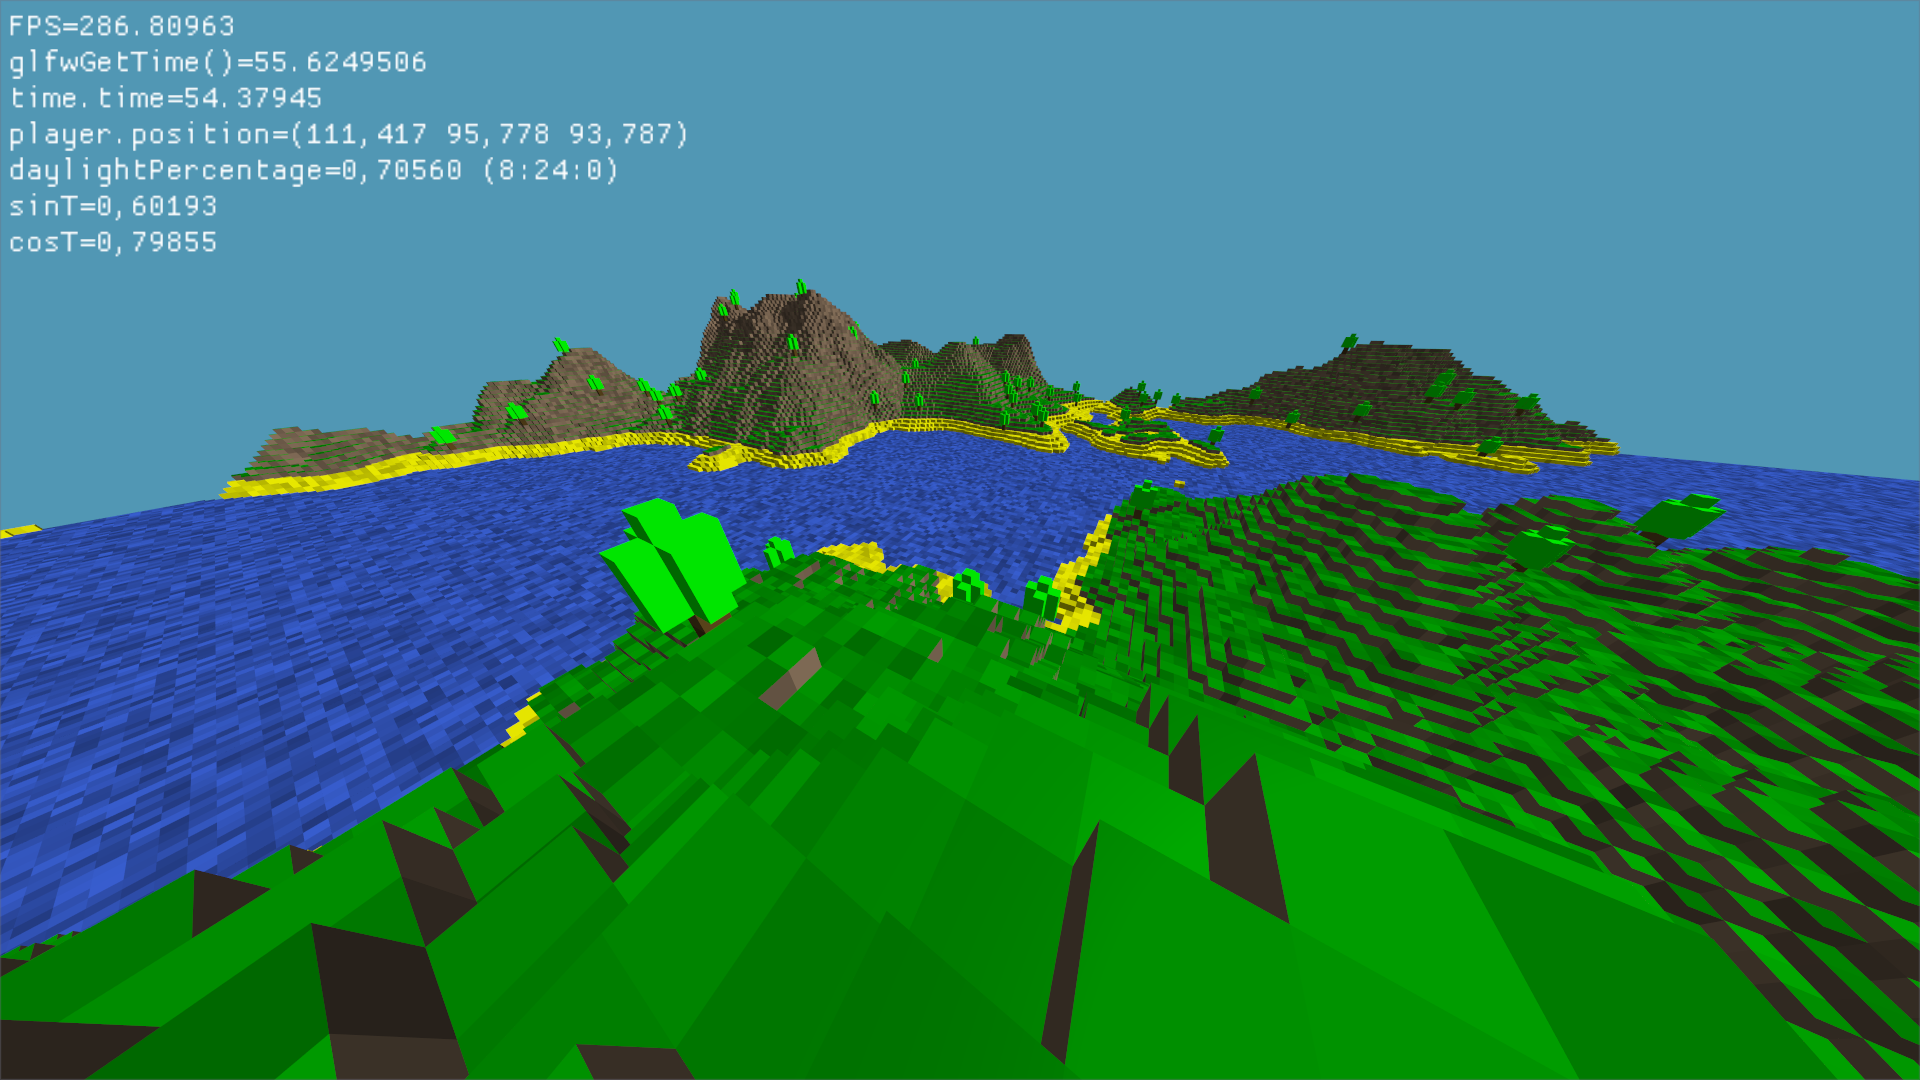 FPS=286.80963
glfwGetTime()=55.6249506
time.time=54.37945
player.position=(111,417 95,778 93,787)
daylightPercentage=0,70560 (8:24:0)
sinT=0,60193
cosT=0,79855